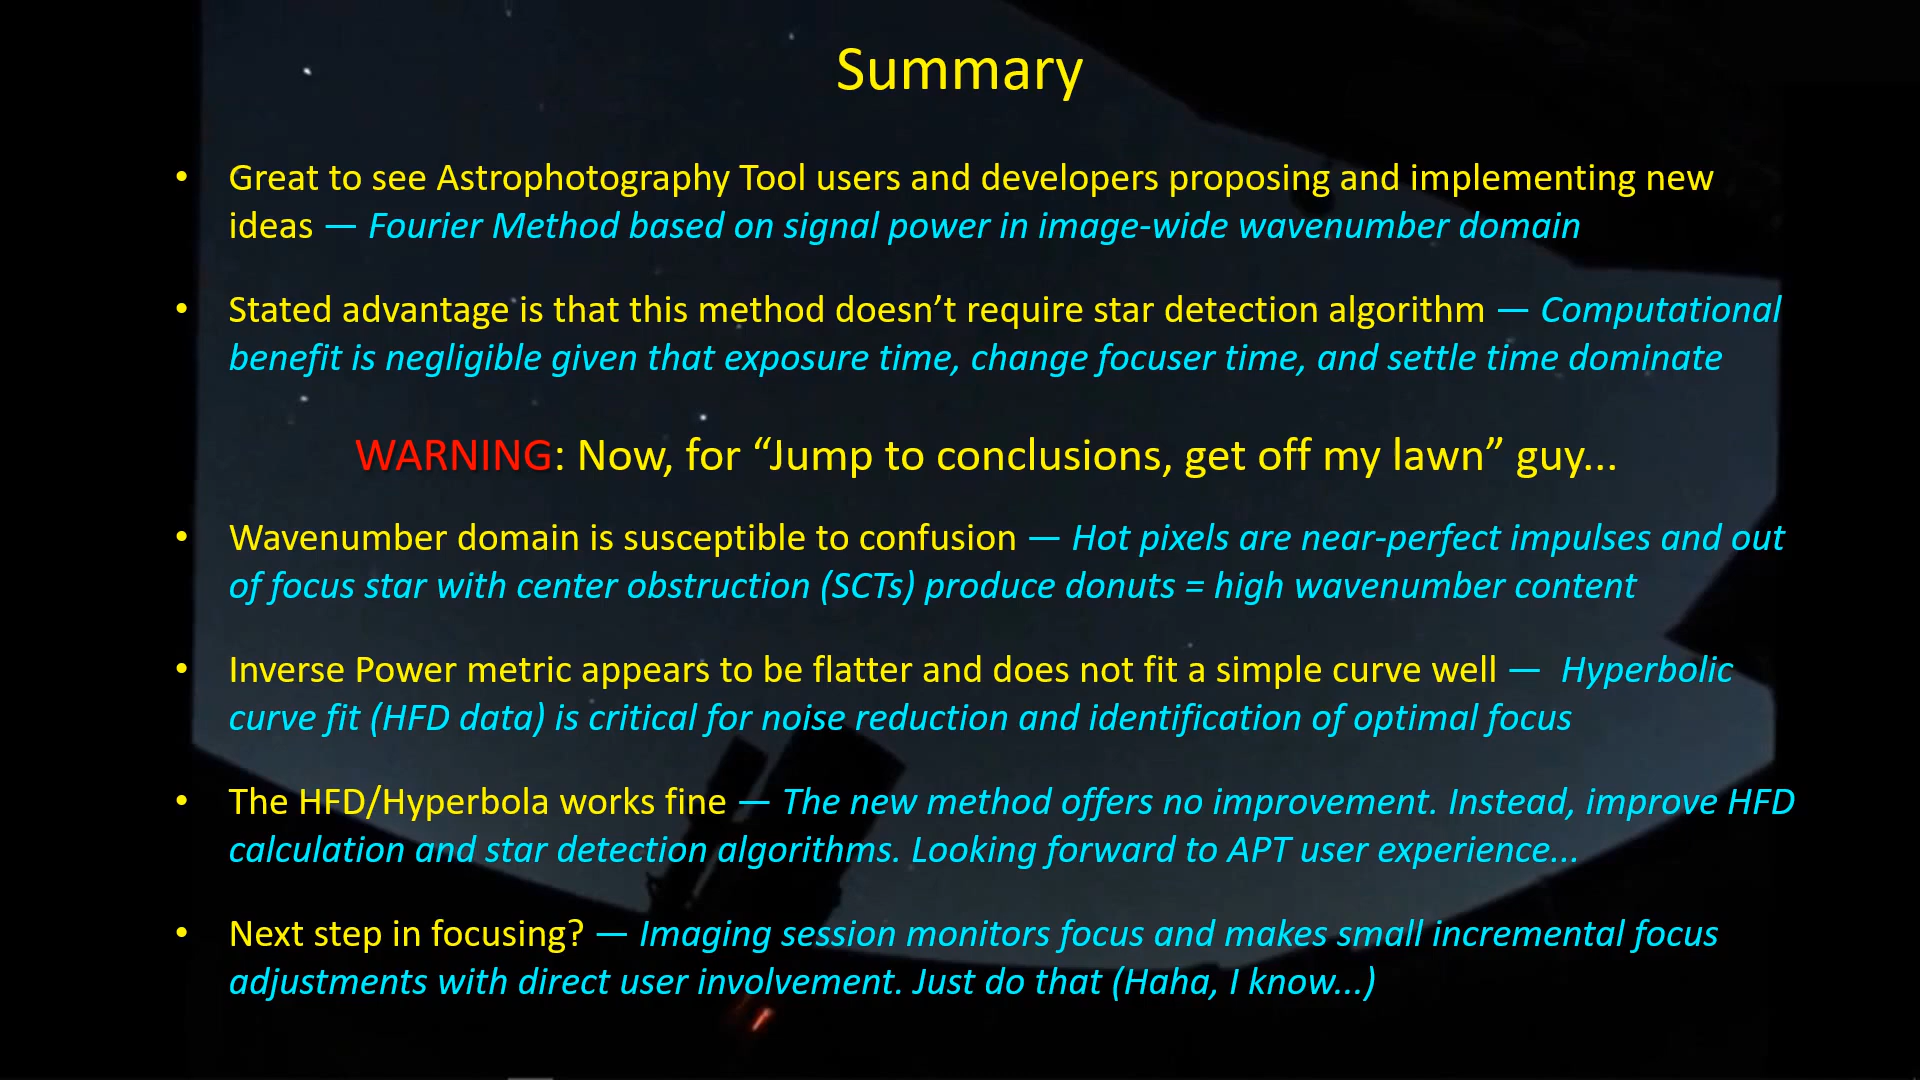 Summary
• Great to see Astrophotography Tool users and developers proposing and implementing new
ideas — Fourier Method based on signal power in image-wide wavenumber domain
• Stated advantage is that this method doesn’t require star detection algorithm — Computational
benefit is negligible given that exposure time, change focuser time, and settle time dominate
WARNING: Now, for “Jump to conclusions, get off my lawn” guy...
• Wavenumber domain is susceptible to confusion — Hot pixels are near-perfect impulses and out
of focus star with center obstruction (SCTs) produce donuts = high wavenumber content
• Inverse Power metric appears to be flatter and does not fit a simple curve well — Hyperbolic
curve fit (HFD data) is critical for noise reduction and identification of optimal focus
• The HFD/Hyperbola works fine — The new method offers no improvement. Instead, improve HFD
calculation and star detection algorithms. Looking forward to APT user experience...
• Next step in focusing? — Imaging session monitors focus and makes small incremental focus
adjustments with direct user involvement. Just do that (Haha, I know...)